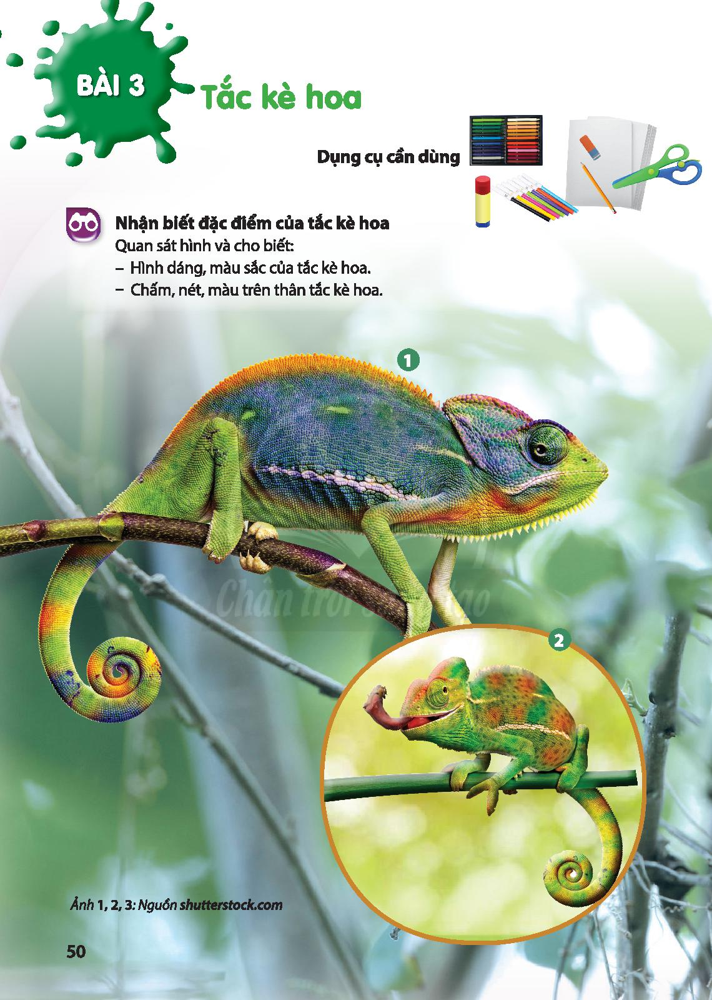 BÀI 3
Tắc kè hoa
Dụng cụ cần dùng
Nhận biết đặc điểm của tắc kè hoa
Quan sát hình và cho biết:
– Hình dáng, màu sắc của tắc kè hoa.
– Chấm, nét, màu trên thân tắc kè hoa.
1
Chân trời sáng tạo
2
Ảnh 1, 2, 3: Nguồn shutterstock.com
50